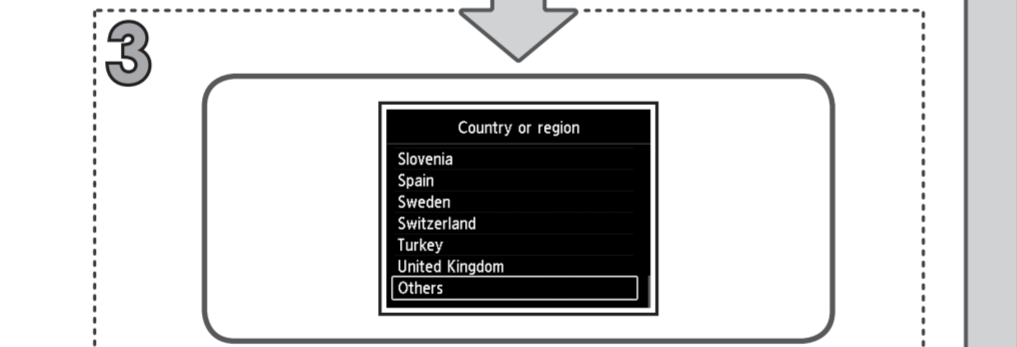 3
Country or region
Slovenia
Spain
Sweden
Switzerland
Turkey
United Kingdom
Others